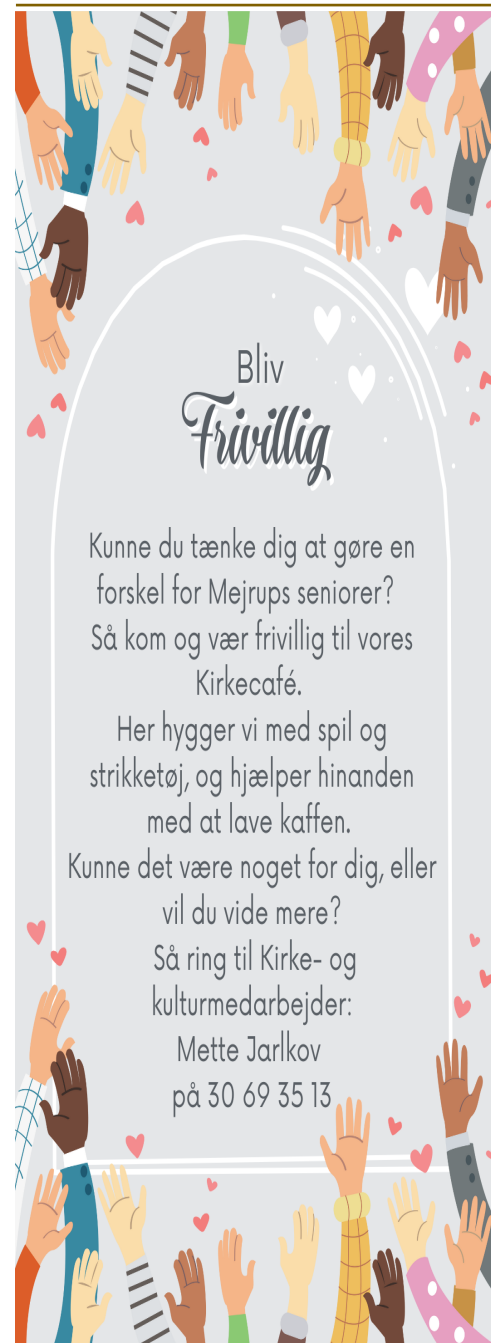 Bliv
Frivillig
Kunne du tænke dig at gøre en
forskel for Mejrups seniorer?
Så kom og vær frivillig til vores
Kirkecafé.
Her hygger vi med spil og
strikketøj, og hjælper hinanden
med at lave kaffen.
Kunne det være noget for dig, eller
vil du vide mere?
Så ring til Kirke- og
kulturmedarbejder:
Mette Jarlkov
på 30 69 35 13